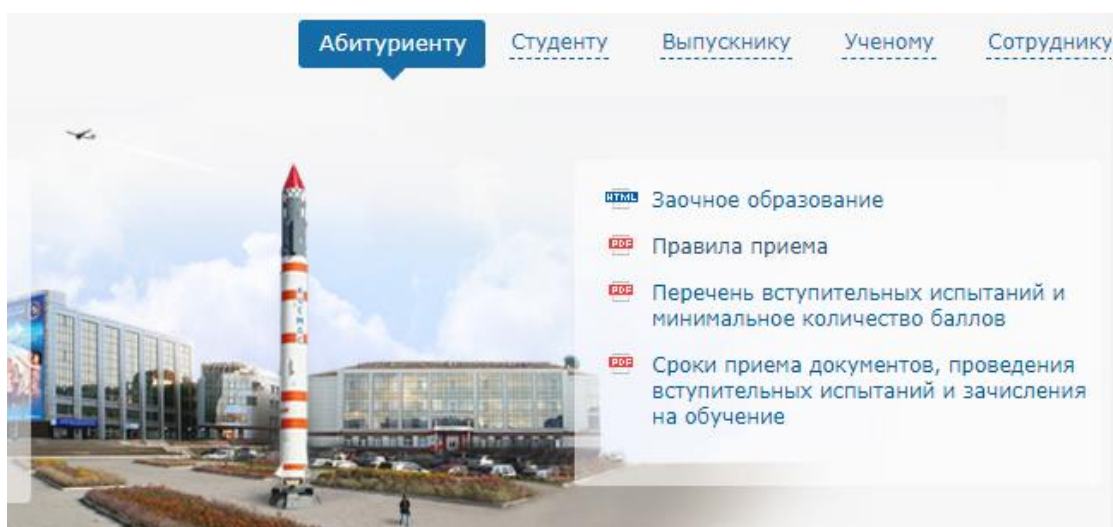 Абитуриенту
Студенту
Выпускнику
Ученому
Сотруднику
HTML Заочное образование
PDF Правила приема
PDF Перечень вступительных испытаний и
минимальное количество баллов
PDF Сроки приема документов, проведения
вступительных испытаний и зачисления
на обучение
КОСМОС